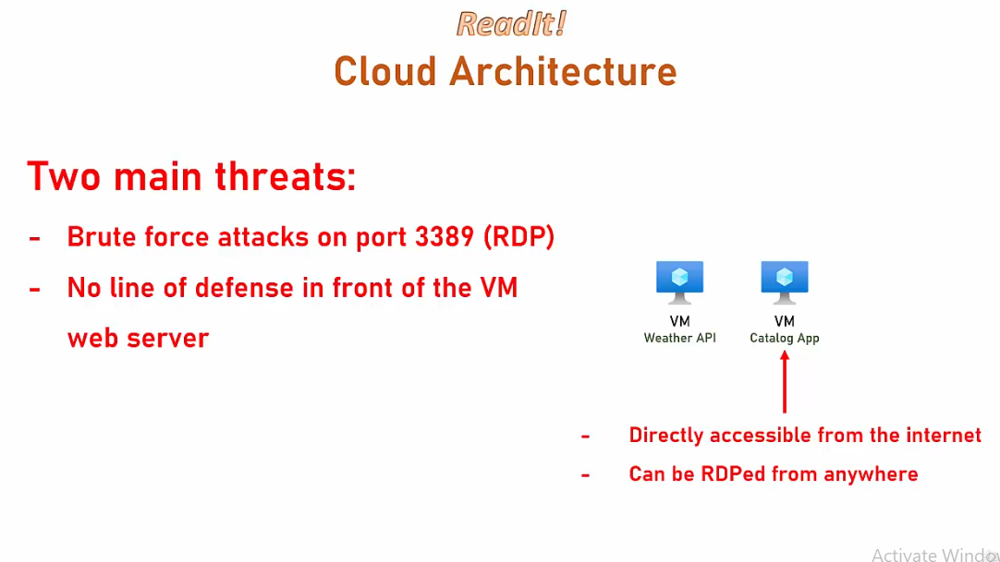 ReadIt!
Cloud Architecture
Two main threats:
- Brute force attacks on port 3389 (RDP)
- No line of defense in front of the VM
web server
VM
Weather API
VM
Catalog App
- Directly accessible from the internet
- Can be RDPed from anywhere
Activate Windo